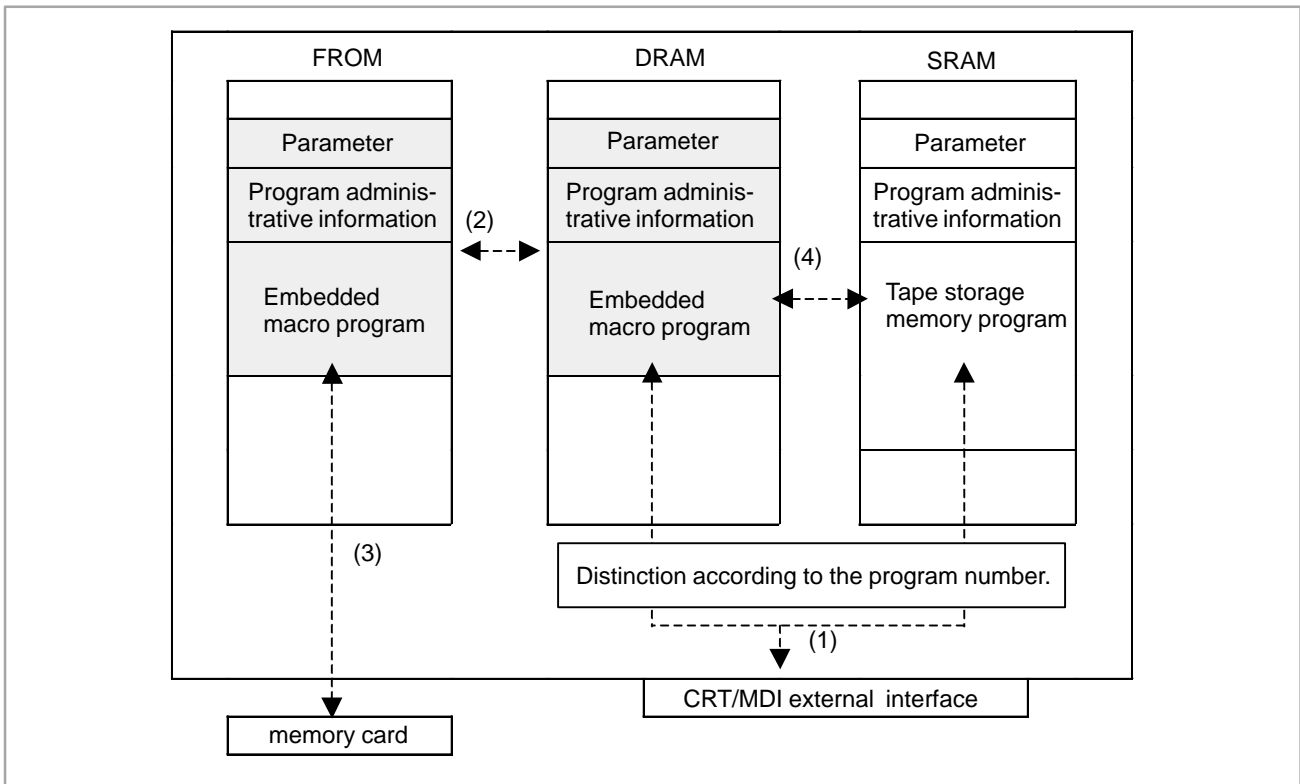 FROM
DRAM
SRAM
Parameter
Parameter
Parameter
Program adminis-
trative information
Program adminis-
trative information
Program adminis-
trative information
(2)
(4)
Embedded
macro program
Embedded
macro program
Tape storage
memory program
(3)
Distinction according to the program number.
(1)
CRT/MDI external interface
memory card